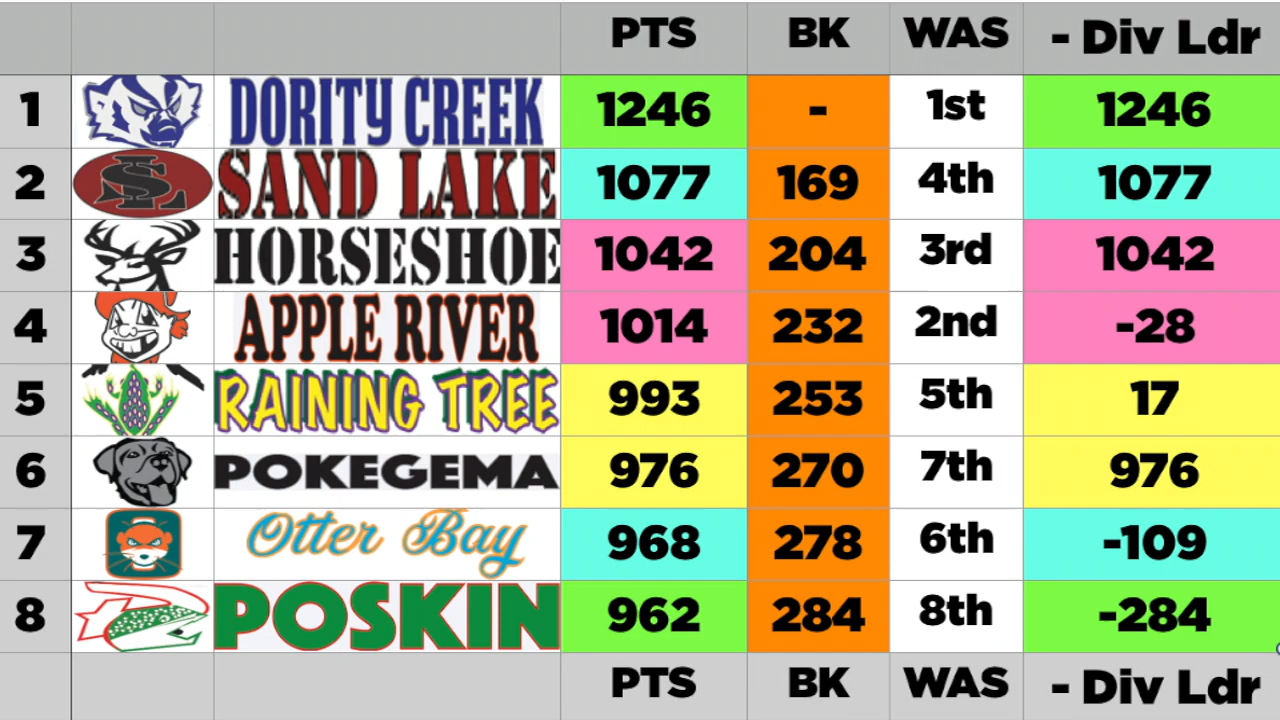 PTS BK WAS - Div Ldr
1 DORITY CREEK 1246 - 1st 1246
2 SL SAND LAKE 1077 169 4th 1077
3 HORSESHOE 1042 204 3rd 1042
4 APPLE RIVER 1014 232 2nd -28
5 RAINING TREE 993 253 5th 17
6 POKEGEMA 976 270 7th 976
7 Otter Bay 968 278 6th -109
8 POSKIN 962 284 8th -284
PTS BK WAS - Div Ldr